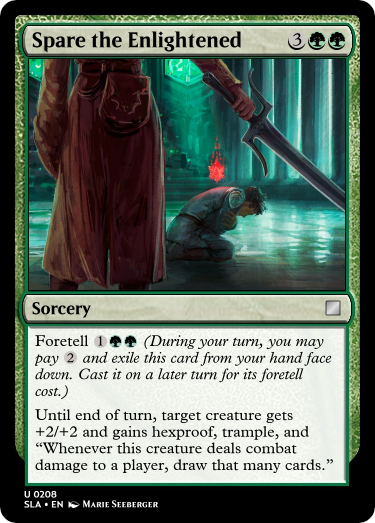 Spare the Enlightened 3
Sorcery
Foretell 1 (During your turn, you may
pay 2 and exile this card from your hand face
down. Cast it on a later turn for its foretell
cost.)
Until end of turn, target creature gets
+2/+2 and gains hexproof, trample, and
“Whenever this creature deals combat
damage to a player, draw that many cards.”
U 0208
SLA • EN Marie Seeberger